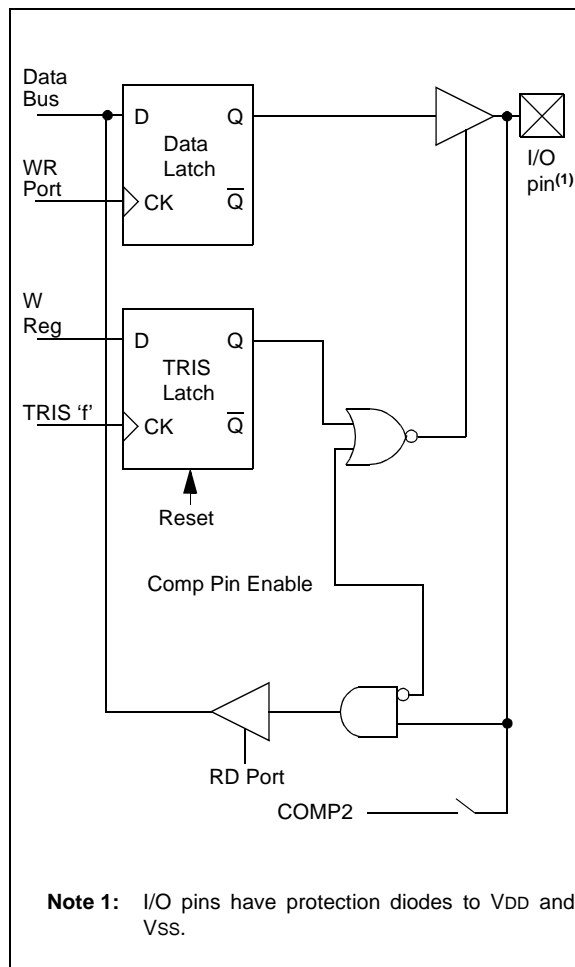 Data
Bus
D
Q
Data
Latch
WR
Port
CK
Q
I/O
pin(1)
W
Reg
D
Q
TRIS
Latch
TRIS ‘f’
CK
Q
Reset
Comp Pin Enable
RD Port
COMP2
Note 1: I/O pins have protection diodes to VDD and
VSS.